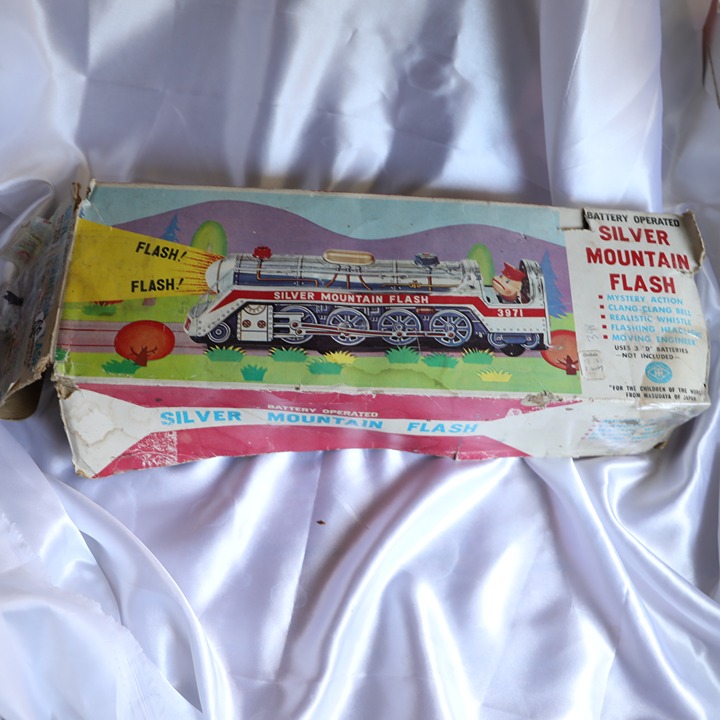 FLASH!
FLASH!
SILVER MOUNTAIN FLASH
3971
BATTERY OPERATED
SILVER
MOUNTAIN
FLASH
MYSTERY ACTION
CLANG-CLANG BELL
REALISTIC WHISTLE
FLASHING HEAD
MOVING ENGINEER
USES 3 "D" BATTERIES
—NOT INCLUDED—
"FOR THE CHILDREN OF THE WORLD
FROM MASUDAYA OF JAPAN
BATTERY OPERATED
SILVER MOUNTAIN FLASH